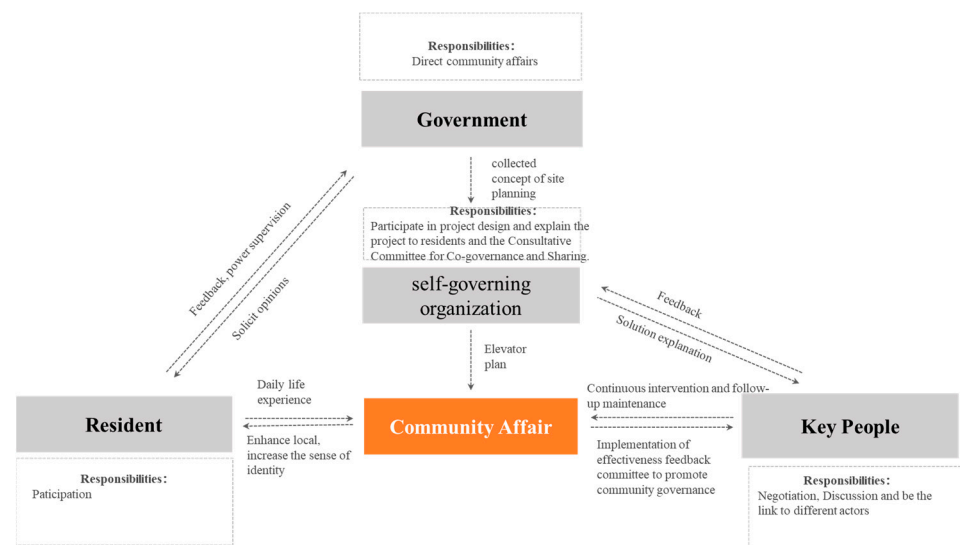 Responsibilities:
Direct community affairs
Government
collected
concept of site
planning
Responsibilities:
Participate in project design and explain the
project to residents and the Consultative
Committee for Co-governance and Sharing.
self-governing
organization
Feedback, power supervision
Solicit opinions
Feedback
Solution explanation
Elevator
plan
Daily life
experience
Continuous intervention and follow-
up maintenance
Resident
Community Affair
Key People
Enhance local,
increase the sense of
identity
Implementation of
effectiveness feedback
committee to promote
community governance
Responsibilities:
Paticipation
Responsibilities:
Negotiation, Discussion and be the
link to different actors